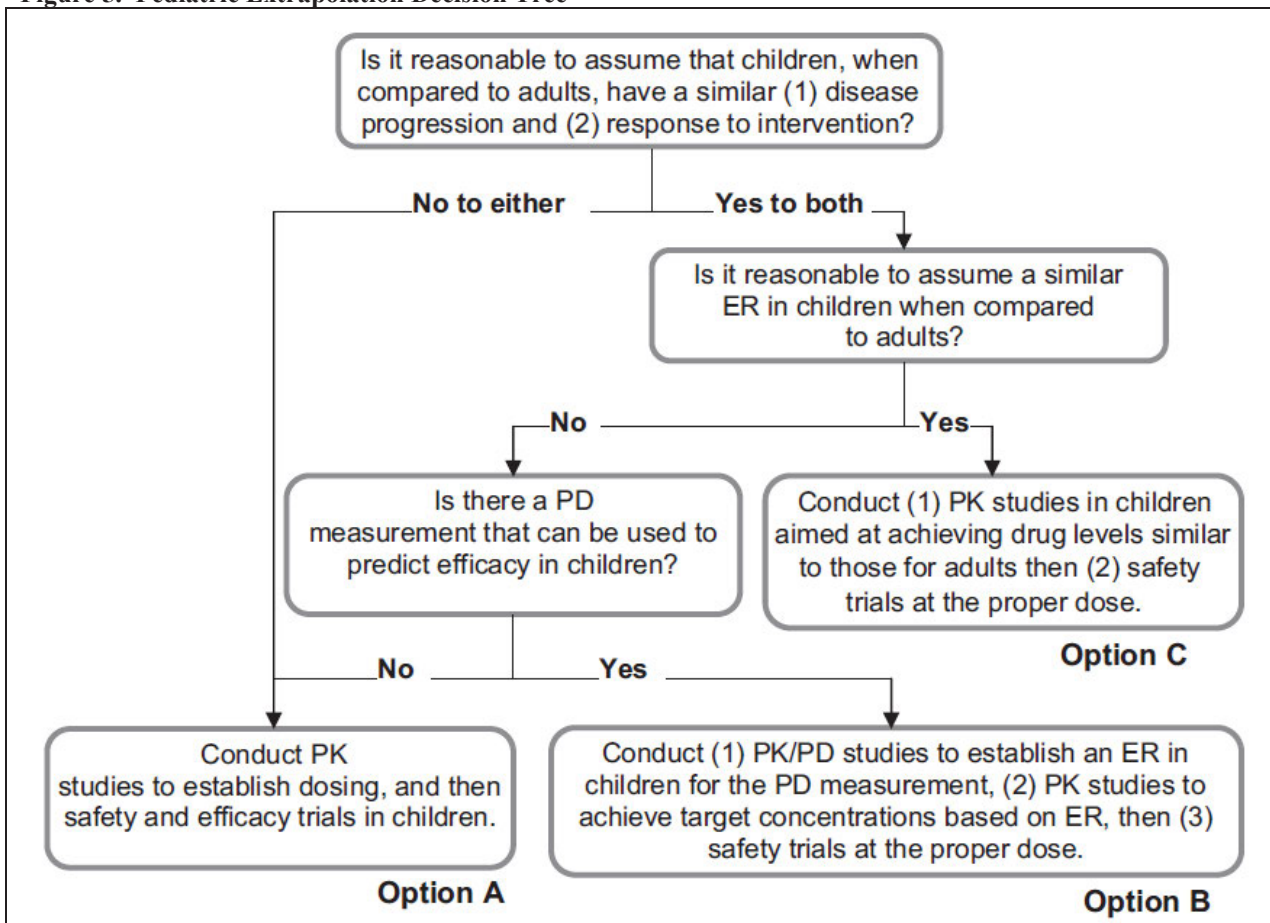 Is it reasonable to assume that children, when
compared to adults, have a similar (1) disease
progression and (2) response to intervention?
No to either
Yes to both
Is it reasonable to assume a similar
ER in children when compared
to adults?
No
Yes
Is there a PD
measurement that can be used to
predict efficacy in children?
Conduct (1) PK studies in children
aimed at achieving drug levels similar
to those for adults then (2) safety
trials at the proper dose.
Option C
No
Yes
Conduct PK
studies to establish dosing, and then
safety and efficacy trials in children.
Option A
Conduct (1) PK/PD studies to establish an ER in
children for the PD measurement, (2) PK studies to
achieve target concentrations based on ER, then (3)
safety trials at the proper dose.
Option B